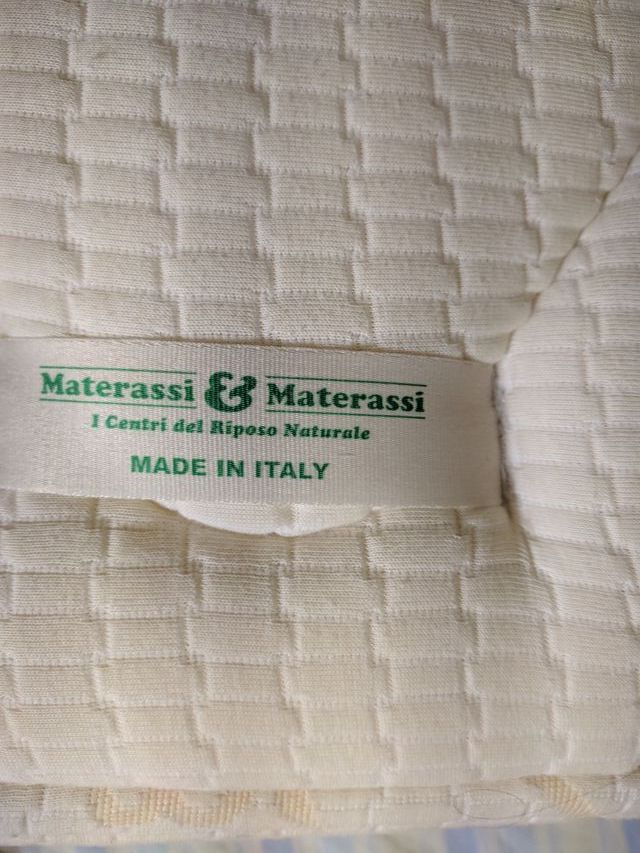 Materassi & Materassi
I Centri del Riposo Naturale
MADE IN ITALY